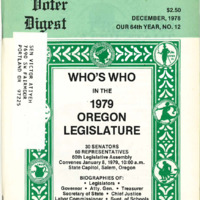 Voter
Digest
$2.50
DECEMBER, 1978
OUR 64TH YEAR, NO. 12
SEN VICTOR ATIYEH
PORTLAND OR
97225
WHO'S WHO
IN THE
1979
OREGON
LEGISLATURE
30 SENATORS
60 REPRESENTATIVES
60th Legislative Assembly
Convenes January 8, 1979, 10:00 a.m.
State Capitol, Salem, Oregon
BIOGRAPHIES OF:
Legislators •
Governor • Atty. Gen. • Treasurer
Secretary of State • Chief Justice
Labor Commissioner • Supt. of Schools